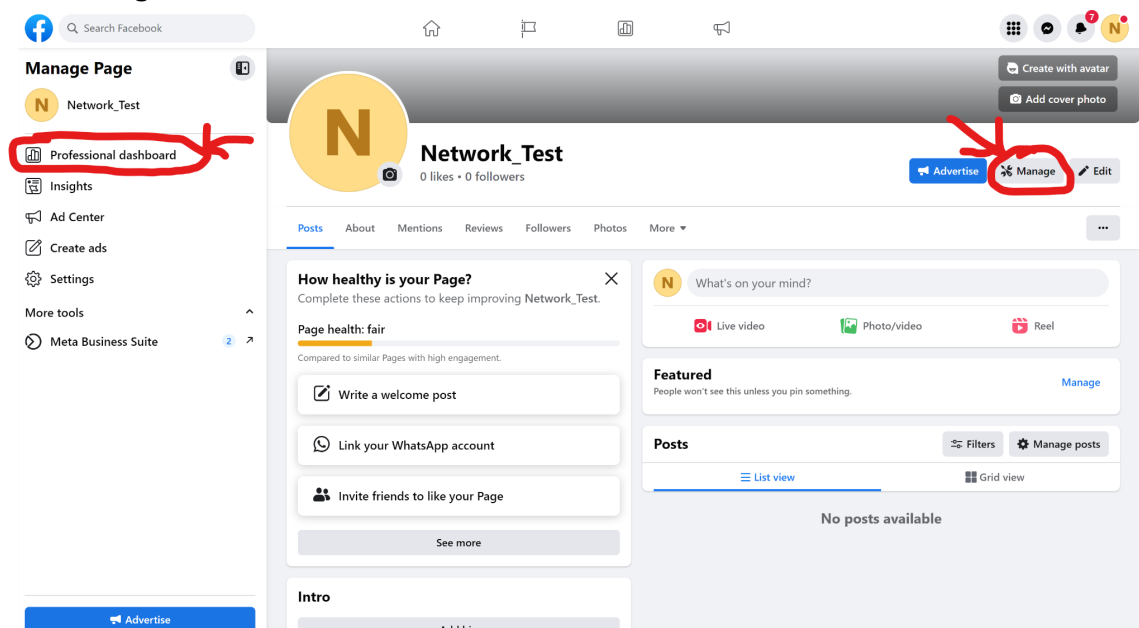 Search Facebook
7
N
Manage Page
N
Network_Test
Professional dashboard
Insights
Ad Center
Create ads
Settings
More tools
Meta Business Suite
2
Advertise
Create with avatar
Add cover photo
N
Network_Test
0 likes • 0 followers
Advertise
Manage
Edit
Posts About Mentions Reviews Followers Photos More
How healthy is your Page?
Complete these actions to keep improving Network_Test.
Page health: fair
Compared to similar Pages with high engagement.
Write a welcome post
Link your WhatsApp account
Invite friends to like your Page
See more
Intro
N
What's on your mind?
Live video
Photo/video
Reel
Featured
People won't see this unless you pin something.
Manage
Posts
Filters
Manage posts
List view
Grid view
No posts available